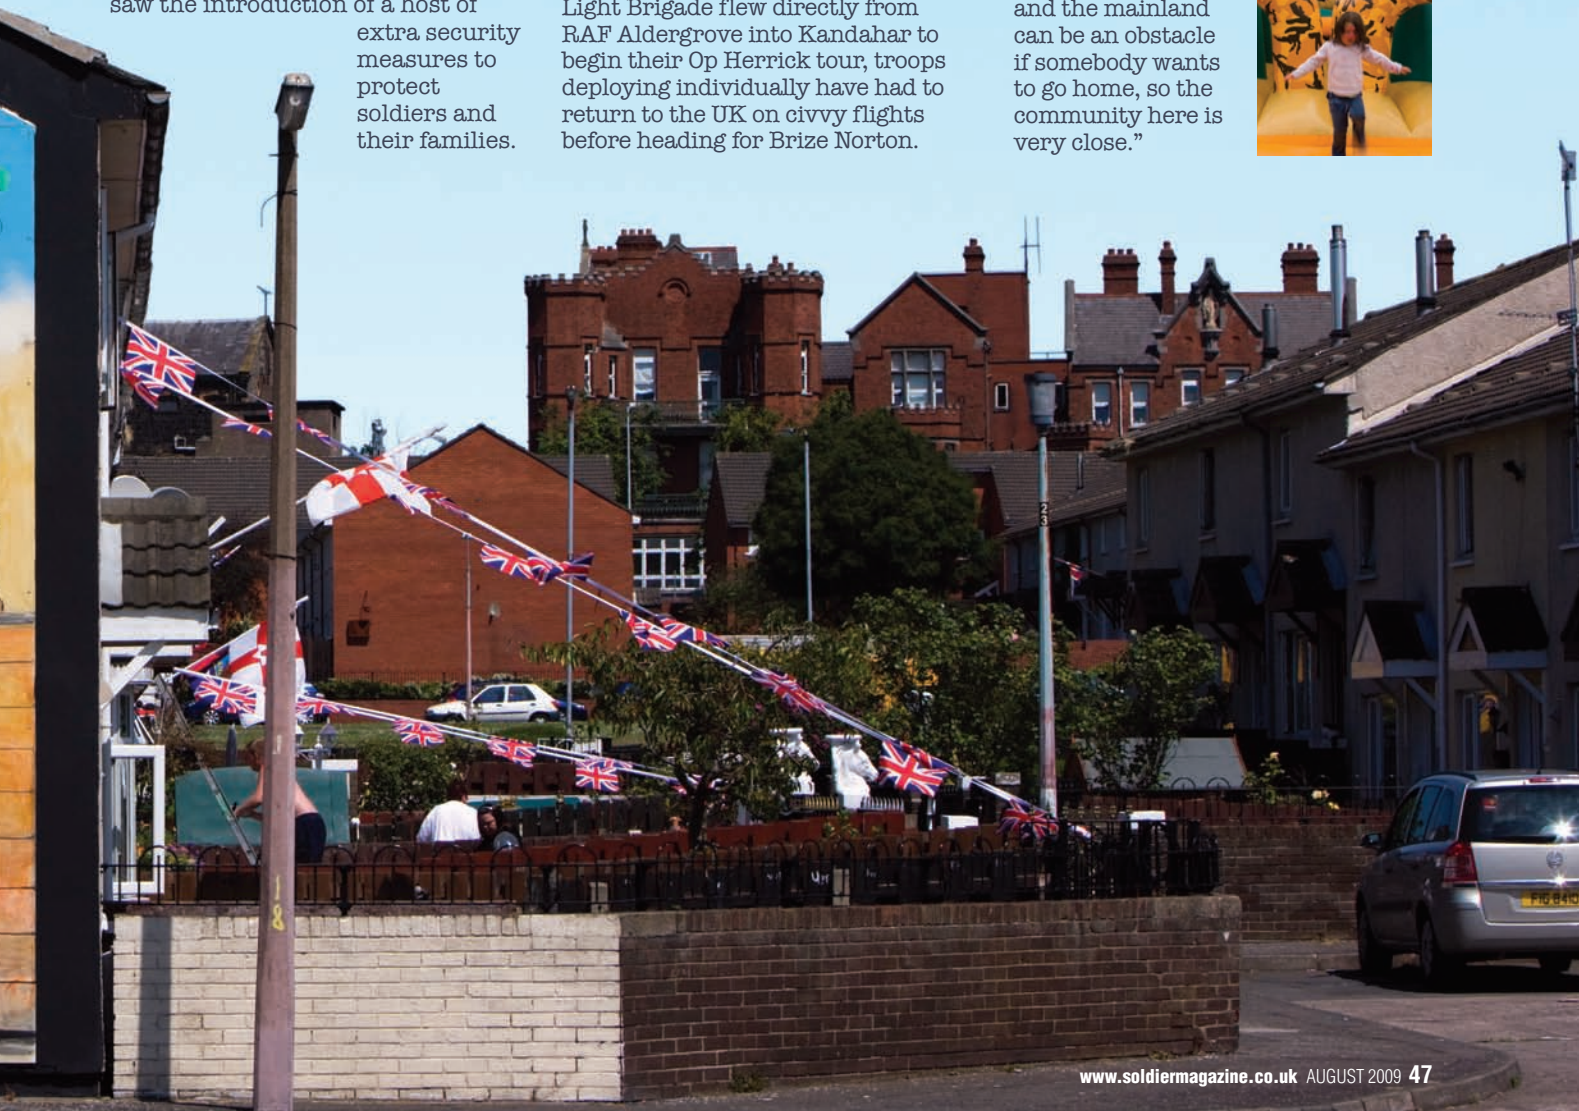 saw the introduction of a host of
extra security
measures to
protect
soldiers and
their families.
Light Brigade flew directly from
RAF Aldergrove into Kandahar to
begin their Op Herrick tour, troops
deploying individually have had to
return to the UK on civvy flights
before heading for Brize Norton.
and the mainland
can be an obstacle
if somebody wants
to go home, so the
community here is
very close.”
23
18
www.soldiermagazine.co.uk AUGUST 2009 47